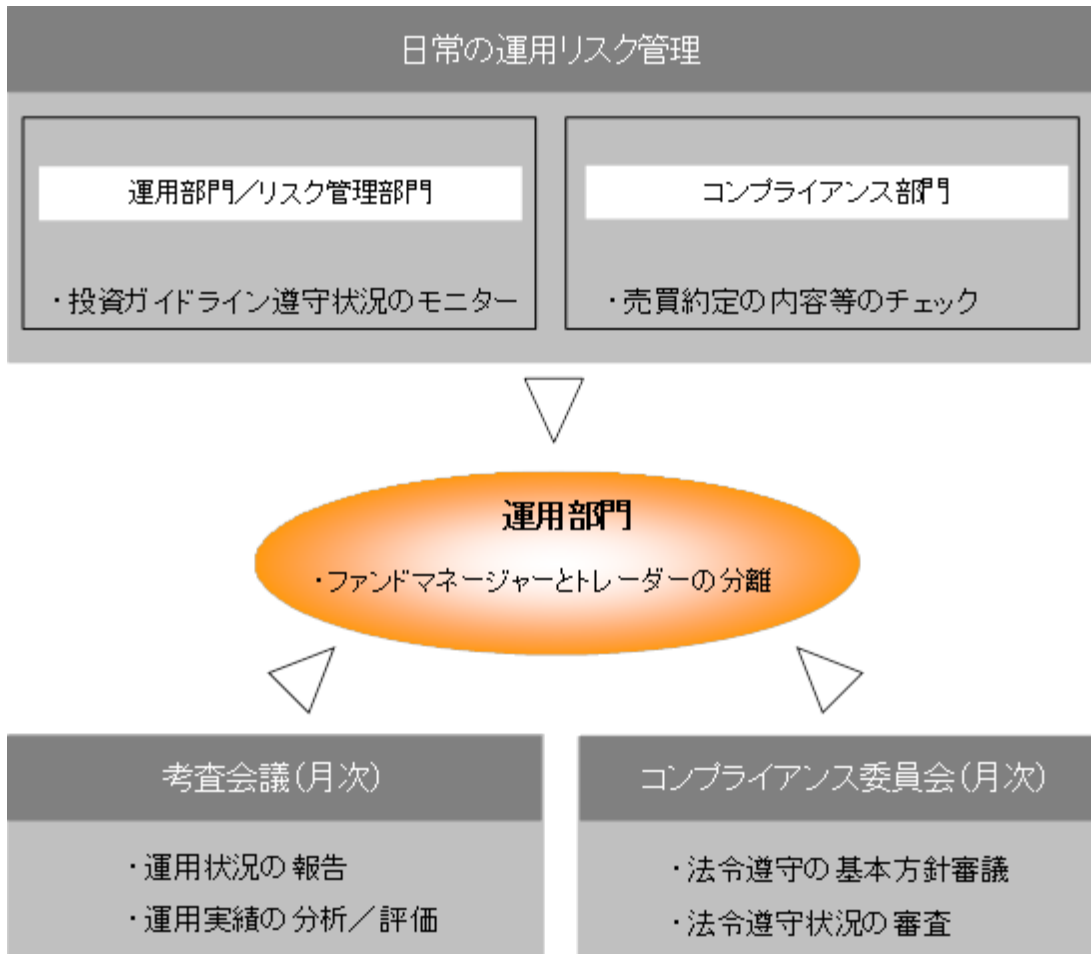 日常の運用リスク管理
運用部門／リスク管理部門
・投資ガイドライン遵守状況のモニター
コンプライアンス部門
・売買約定の内容等のチェック
運用部門
・ファンドマネージャーとトレーダーの分離
考査会議(月次)
・運用状況の報告
・運用実績の分析／評価
コンプライアンス委員会(月次)
・法令遵守の基本方針審議
・法令遵守状況の審査